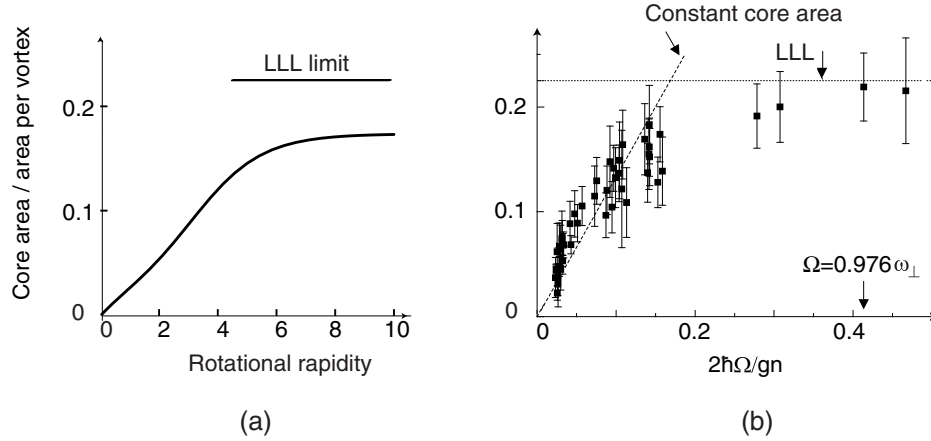 Core area / area per vortex
LLL limit
0.2
0.1
0
0 2 4 6 8 10
Rotational rapidity
(a)
Constant core area
LLL
0.2
0.1
0
Ω=0.976 ω⊥
0 0.2 0.4
2ħΩ/gn
(b)